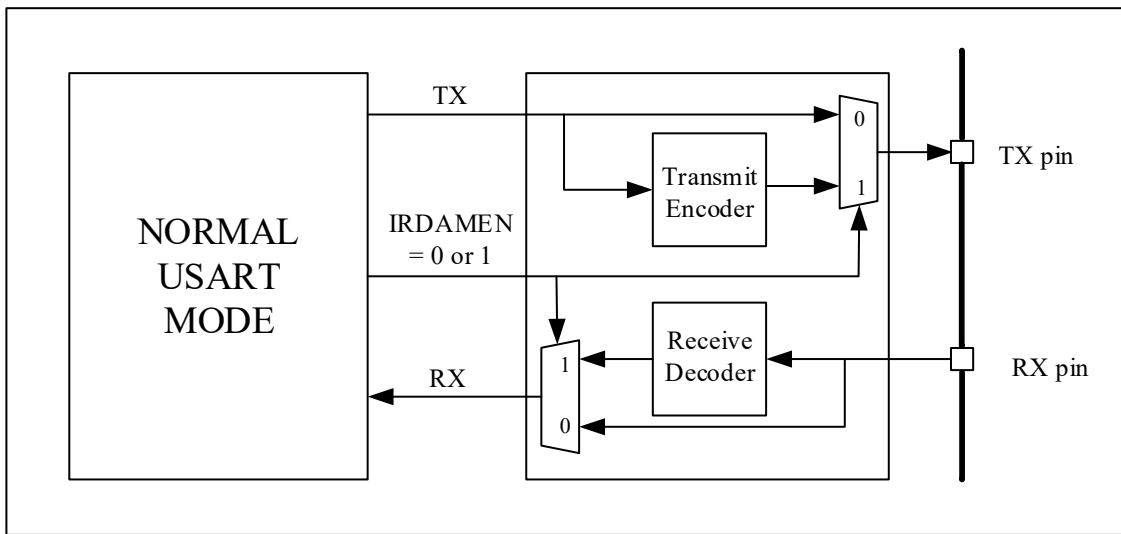 TX
0
TX pin
Transmit
Encoder
1
NORMAL
USART
MODE
IRDAMEN
= 0 or 1
Receive
Decoder
1
RX pin
RX
0